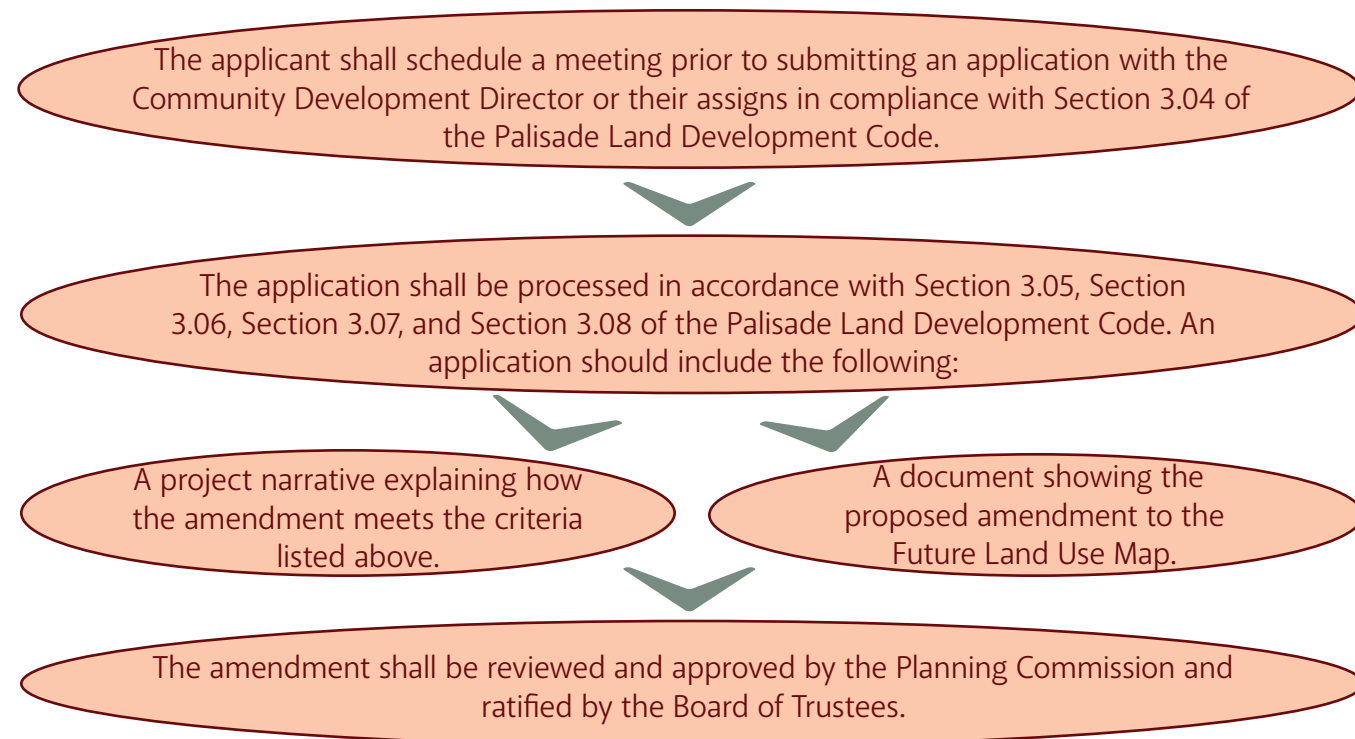 The applicant shall schedule a meeting prior to submitting an application with the
Community Development Director or their assigns in compliance with Section 3.04 of
the Palisade Land Development Code.
The application shall be processed in accordance with Section 3.05, Section
3.06, Section 3.07, and Section 3.08 of the Palisade Land Development Code. An
application should include the following:
A project narrative explaining how
the amendment meets the criteria
listed above.
A document showing the
proposed amendment to the
Future Land Use Map.
The amendment shall be reviewed and approved by the Planning Commission and
ratified by the Board of Trustees.